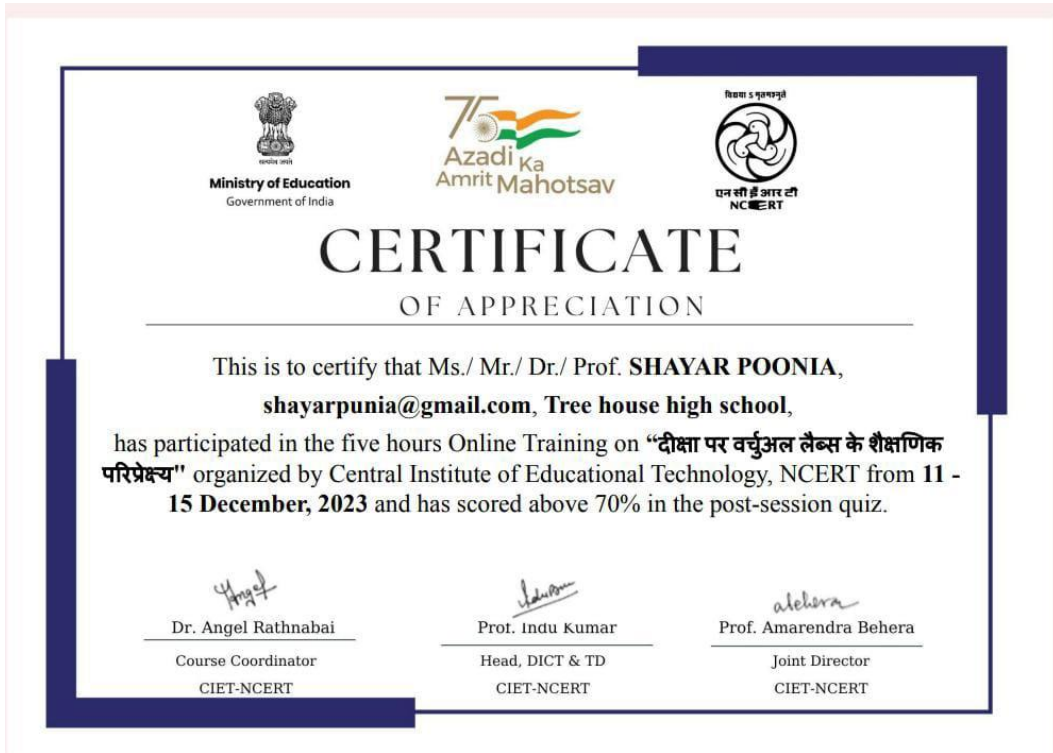 सत्यमेव जयते
Ministry of Education
Government of India
75
Azadi Ka
Amrit Mahotsav
एन सी ई आर टी
NCERT
CERTIFICATE
OF APPRECIATION
This is to certify that Ms./ Mr./ Dr./ Prof. SHAYAR POONIA,
shayarpunia@gmail.com, Tree house high school,
has participated in the five hours Online Training on “दीक्षा पर वर्चुअल लैब्स के शैक्षणिक
परिप्रेक्ष्य" organized by Central Institute of Educational Technology, NCERT from 11 -
15 December, 2023 and has scored above 70% in the post-session quiz.
Dr. Angel Rathnabai
Prof. Indu Kumar
Prof. Amarendra Behera
Course Coordinator
Head, DICT & TD
Joint Director
CIET-NCERT
CIET-NCERT
CIET-NCERT